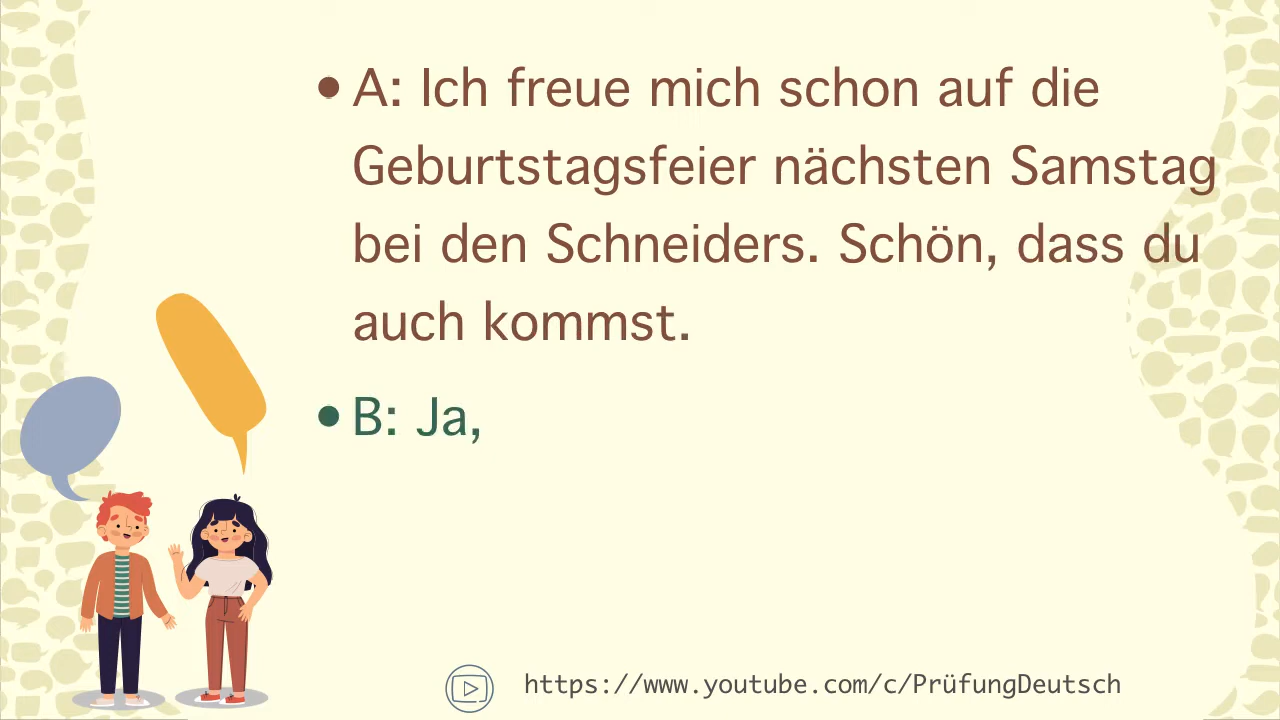 • A: Ich freue mich schon auf die
Geburtstagsfeier nächsten Samstag
bei den Schneiders. Schön, dass du
auch kommst.
• B: Ja,
https://www.youtube.com/c/PrüfungDeutsch